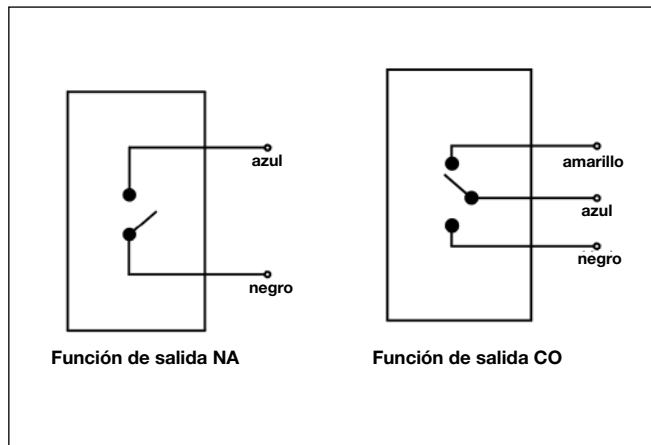 azul
negro
Función de salida NA
amarillo
azul
negro
Función de salida CO